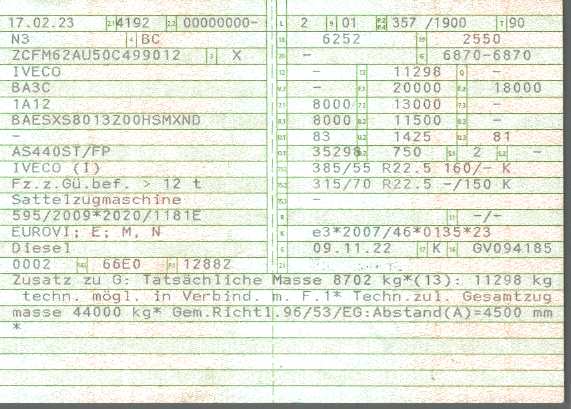 17.02.23 4192 00000000- 2 01 357 /1900 90
N3 BC 6252 2550
ZCFM62AU50C499012 X - 6870-6870
IVECO - 11298 -
BA3C - 20000 18000
1A12 8000 13000 -
BAESXS8013Z00HSMXND 8000 11500 -
- 83 1425 81
AS440ST/FP 35298 750 2 -
IVECO (I) 385/55 R22.5 160/- K
Fz.z.Gü.bef. > 12 t 315/70 R22.5 -/150 K
Sattelzugmaschine -
595/2009*2020/1181E -/-
EUROVI; E; M, N e3*2007/46*0135*23
Diesel 09.11.22 K GV094185
0002 66E0 12882
Zusatz zu G: Tatsächliche Masse 8702 kg*(13): 11298 kg
techn. mögl. in Verbind. m. F.1* Techn.zul. Gesamtzug
masse 44000 kg* Gem.Richtl.96/53/EG:Abstand(A)=4500 mm
*